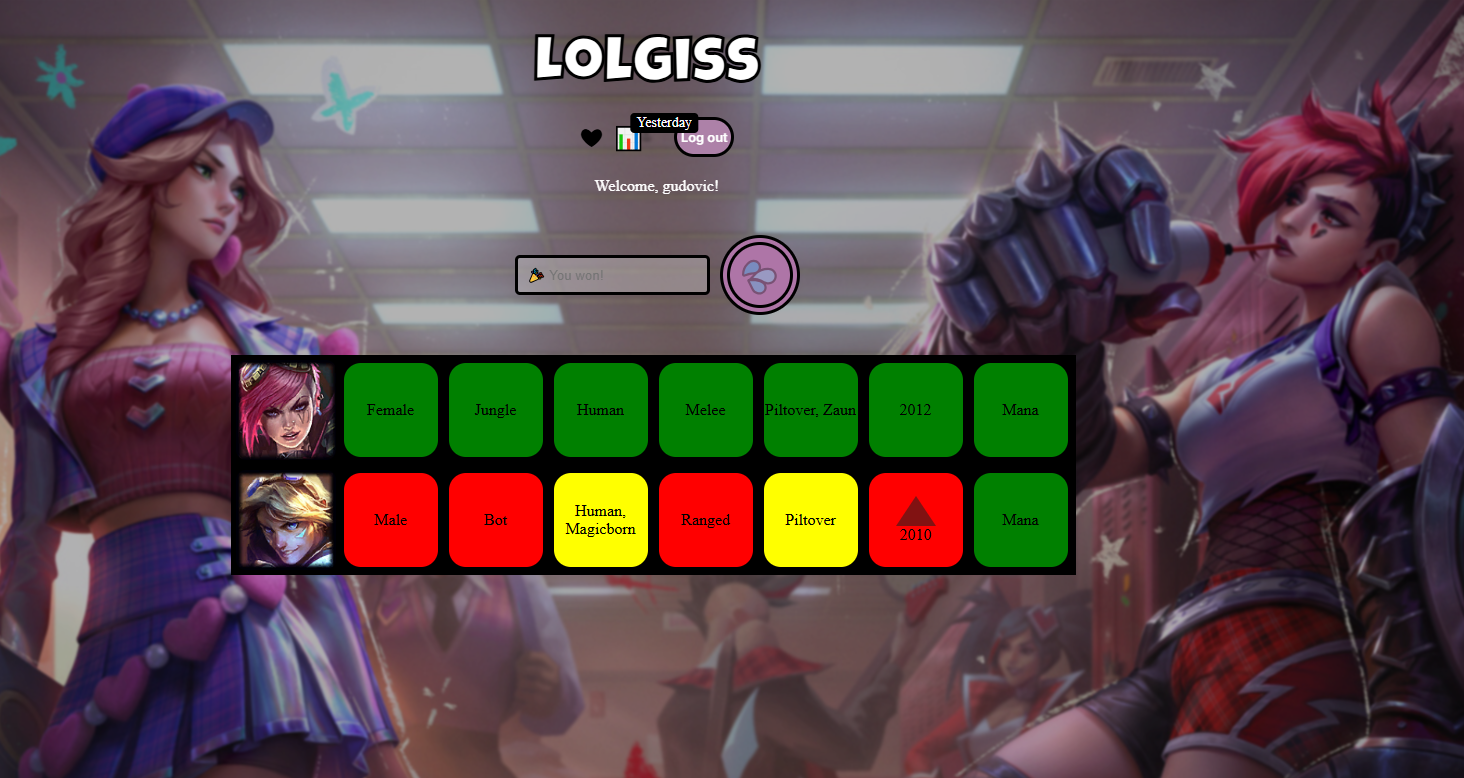 LOLGISS
Yesterday
Log out
Welcome, gudovic!
You won!
Female
Jungle
Human
Melee
Piltover, Zaun
2012
Mana
Male
Bot
Human,
Magicborn
Ranged
Piltover
2010
Mana